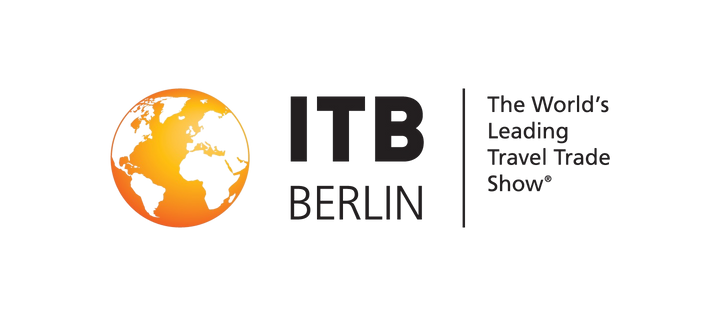 ITB
BERLIN
The World's
Leading
Travel Trade
Show®